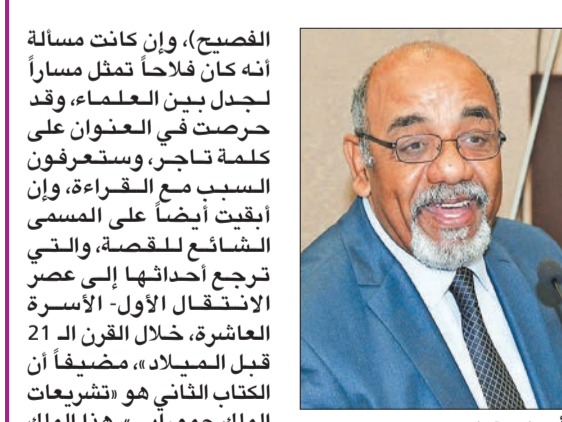 الفصيح)، وإن كانت مسألة
أنه كان فلاحاً تمثل مساراً
لجدل بين العلماء، وقد
حرصت في العنوان على
كلمة تاجر، وستعرفون
السبب مع القراءة، وإن
أبقيت أيضاً على المسمى
الشائع للقصة، والتي
ترجع أحداثها إلى عصر
الانتقال الأول- الأسرة
العاشرة، خلال القرن الـ 21
قبل الميلاد»، مضيفاً أن
الكتاب الثاني هو «تشريعات